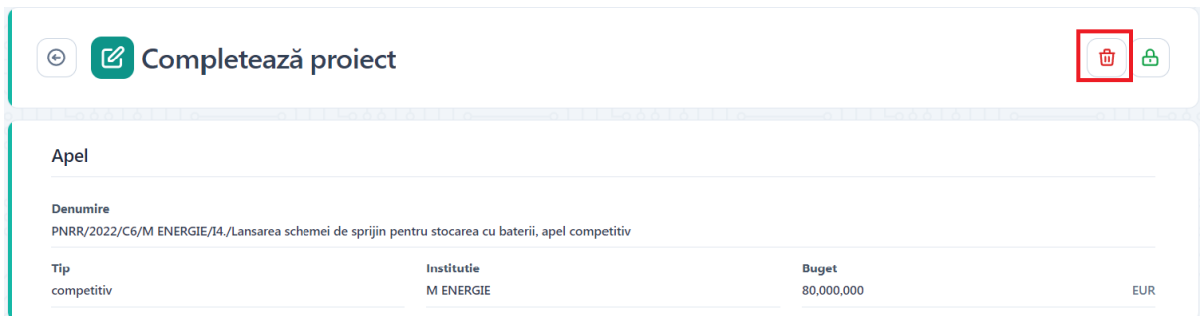 Completează proiect
Apel
Denumire
PNRR/2022/C6/M ENERGIE/I4./Lansarea schemei de sprijin pentru stocarea cu baterii, apel competitiv
Tip Institutie Buget
competitiv M ENERGIE 80,000,000 EUR